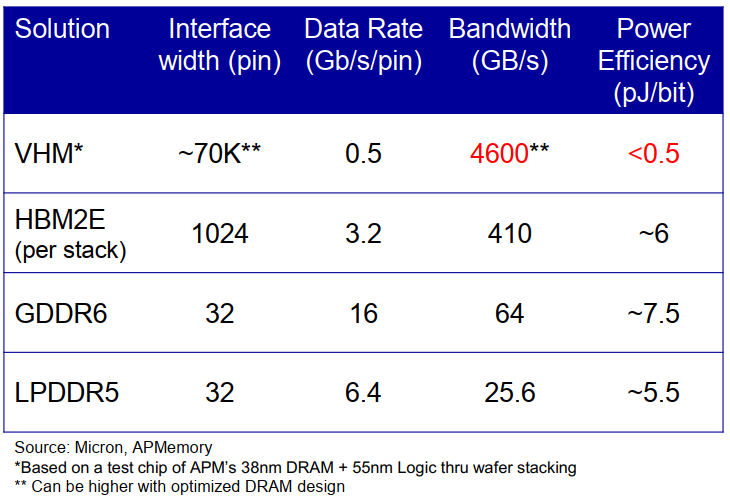 Solution Interface width (pin) Data Rate (Gb/s/pin) Bandwidth (GB/s) Power Efficiency (pJ/bit)
VHM* ~70K** 0.5 4600** <0.5
HBM2E (per stack) 1024 3.2 410 ~6
GDDR6 32 16 64 ~7.5
LPDDR5 32 6.4 25.6 ~5.5
Source: Micron, APMemory
*Based on a test chip of APM's 38nm DRAM + 55nm Logic thru wafer stacking
** Can be higher with optimized DRAM design